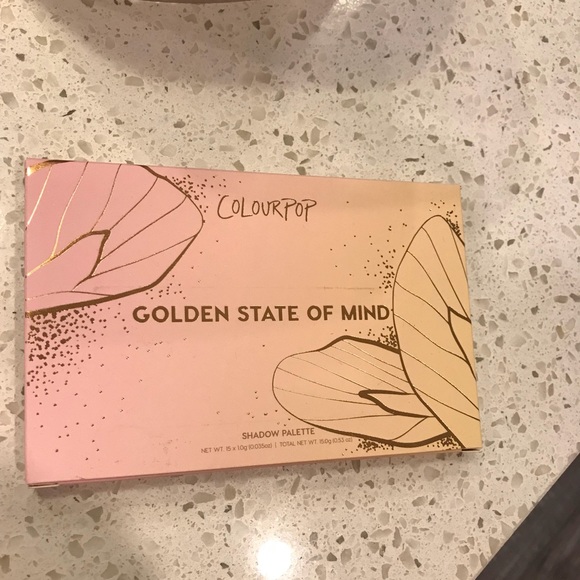 COLOURPOP
GOLDEN STATE OF MIND
SHADOW PALETTE
NET WT. 15 x 1.0g (0.035oz) | TOTAL NET WT. 15.0g (0.53 oz)